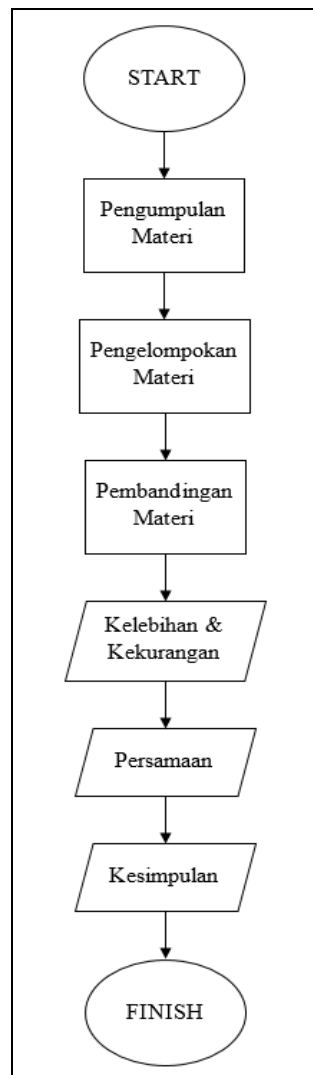 START
Pengumpulan
Materi
Pengelompokan
Materi
Pembandingan
Materi
Kelebihan &
Kekurangan
Persamaan
Kesimpulan
FINISH